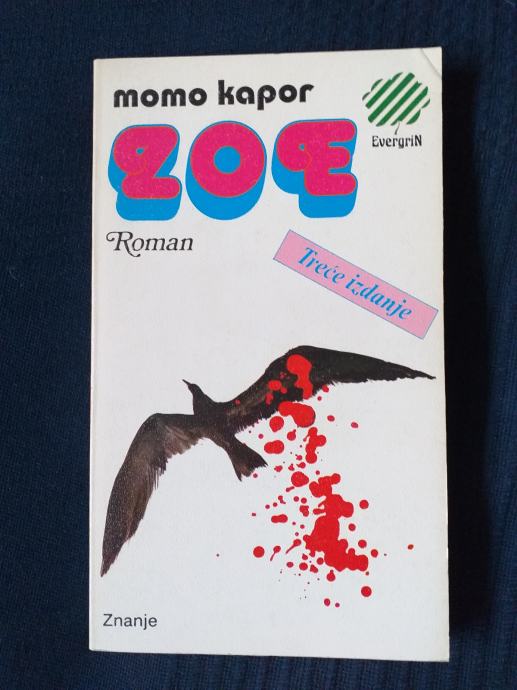 momo kapor
ZOE
EvergriN
Roman
Treće izdanje
Znanje